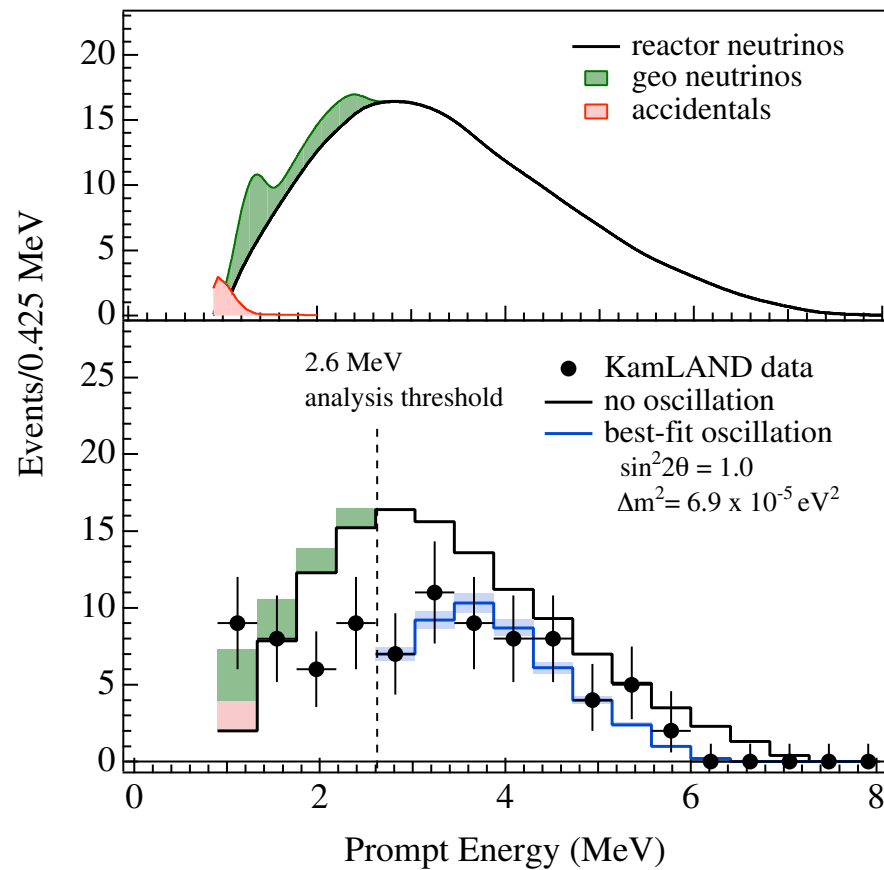 reactor neutrinos
geo neutrinos
accidentals
20
15
10
5
0
Events/0.425 MeV
2.6 MeV
analysis threshold
KamLAND data
no oscillation
best-fit oscillation
sin²2θ = 1.0
Δm²= 6.9 x 10⁻⁵ eV²
25
20
15
10
5
0
0 2 4 6 8
Prompt Energy (MeV)